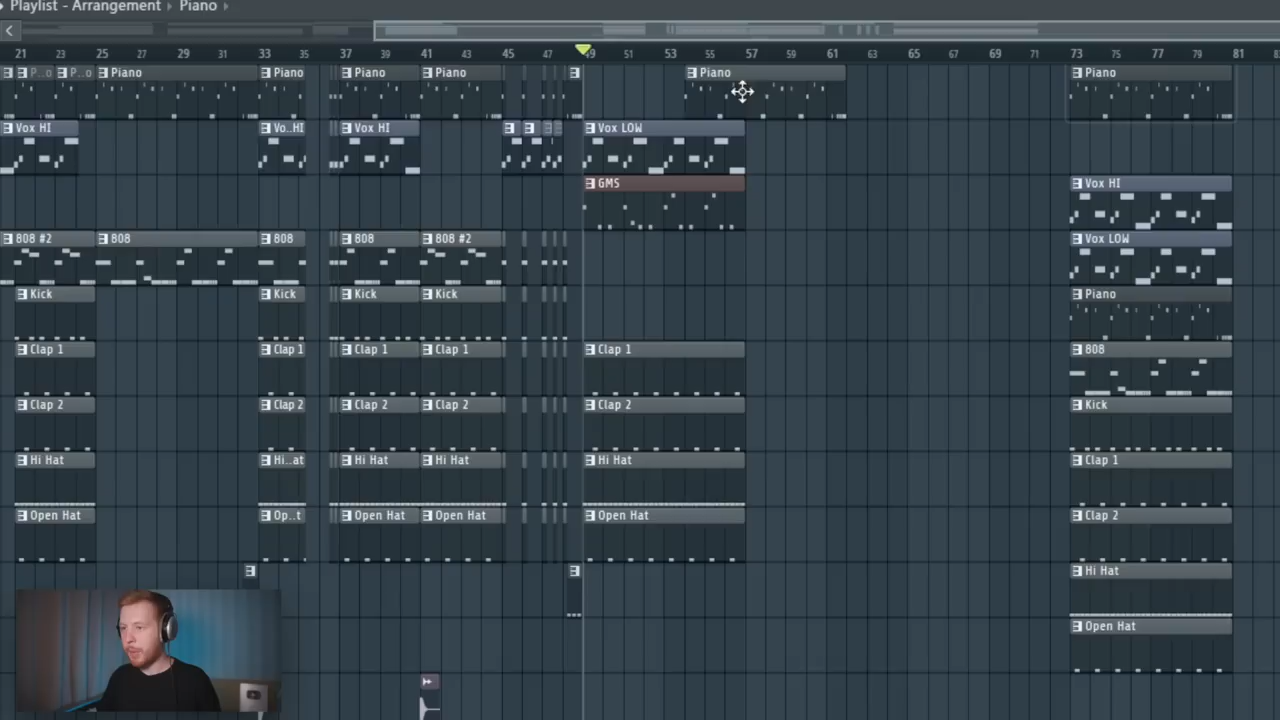 Playlist - Arrangement › Piano ›
21 23 25 27 29 31 33 35 37 39 41 43 45 47 49 51 53 55 57 59 61 63 65 67 69 71 73 75 77 79 81
P..o P..o Piano Piano Piano Piano Piano Piano
Vox HI Vo..HI Vox HI Vox LOW
GMS Vox HI
808 #2 808 808 808 808 #2 Vox LOW
Kick Kick Kick Kick Piano
Clap 1 Clap 1 Clap 1 Clap 1 Clap 1 808
Clap 2 Clap 2 Clap 2 Clap 2 Clap 2 Kick
Hi Hat Hi..at Hi Hat Hi Hat Hi Hat Clap 1
Open Hat Op..t Open Hat Open Hat Open Hat Clap 2
Hi Hat
Open Hat